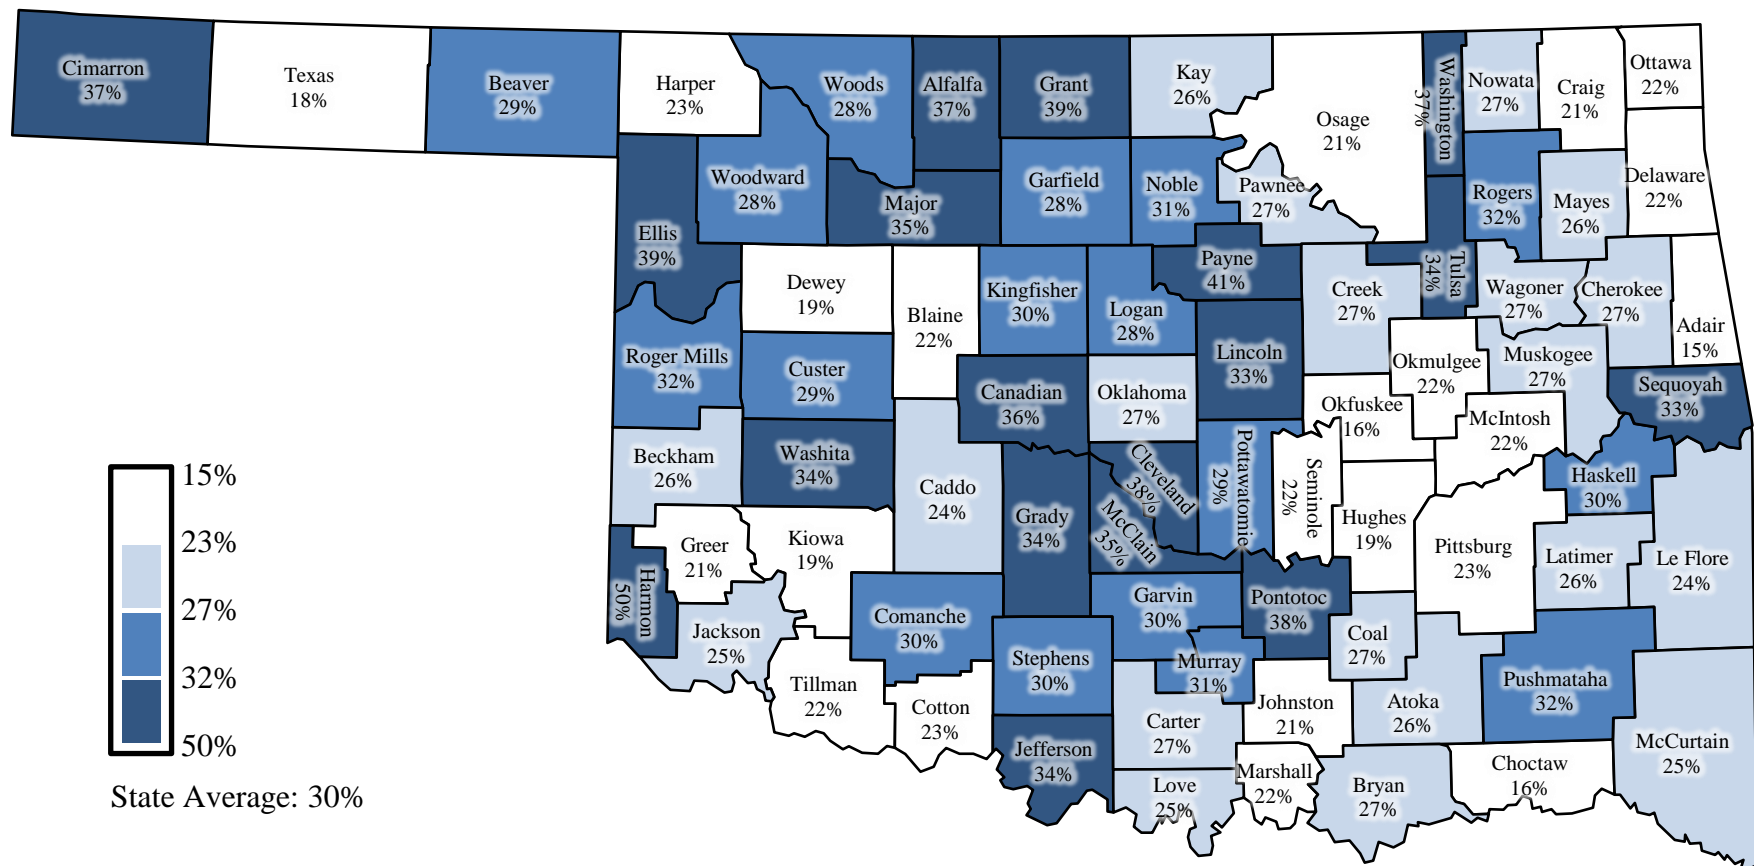 Cimarron
37%
Texas
18%
Beaver
29%
Harper
23%
Woods
28%
Alfalfa
37%
Grant
39%
Kay
26%
Osage
21%
Washington
37%
Nowata
27%
Craig
21%
Ottawa
22%
Woodward
28%
Major
35%
Garfield
28%
Noble
31%
Pawnee
27%
Rogers
32%
Mayes
26%
Delaware
22%
Ellis
39%
Dewey
19%
Blaine
22%
Kingfisher
30%
Logan
28%
Payne
41%
Creek
27%
Tulsa
34%
Wagoner
27%
Cherokee
27%
Adair
15%
Roger Mills
32%
Custer
29%
Canadian
36%
Oklahoma
27%
Lincoln
33%
Okmulgee
22%
Muskogee
27%
Sequoyah
33%
Okfuskee
16%
McIntosh
22%
Beckham
26%
Washita
34%
Caddo
24%
Grady
34%
Cleveland
38%
McClain
35%
Pottawatomie
29%
Seminole
22%
Hughes
19%
Pittsburg
23%
Haskell
30%
Latimer
26%
Le Flore
24%
Harmon
50%
Greer
21%
Kiowa
19%
Jackson
25%
Comanche
30%
Garvin
30%
Pontotoc
38%
Coal
27%
Stephens
30%
Murray
31%
Tillman
22%
Cotton
23%
Carter
27%
Johnston
21%
Atoka
26%
Pushmataha
32%
McCurtain
25%
Jefferson
34%
Love
25%
Marshall
22%
Bryan
27%
Choctaw
16%
15%
23%
27%
32%
50%
State Average: 30%